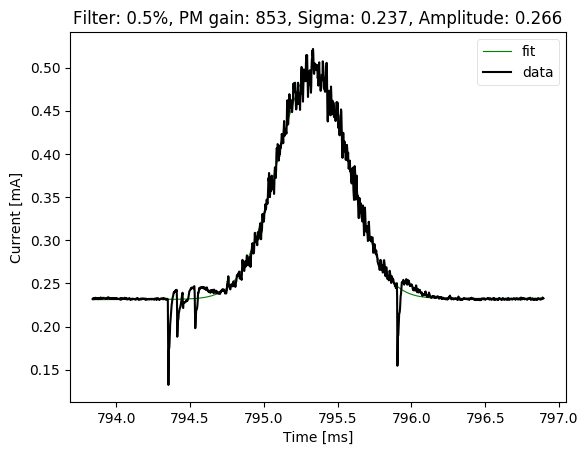 Filter: 0.5%, PM gain: 853, Sigma: 0.237, Amplitude: 0.266
fit
data
0.50
0.45
0.40
0.35
0.30
0.25
0.20
0.15
Current [mA]
794.0 794.5 795.0 795.5 796.0 796.5 797.0
Time [ms]